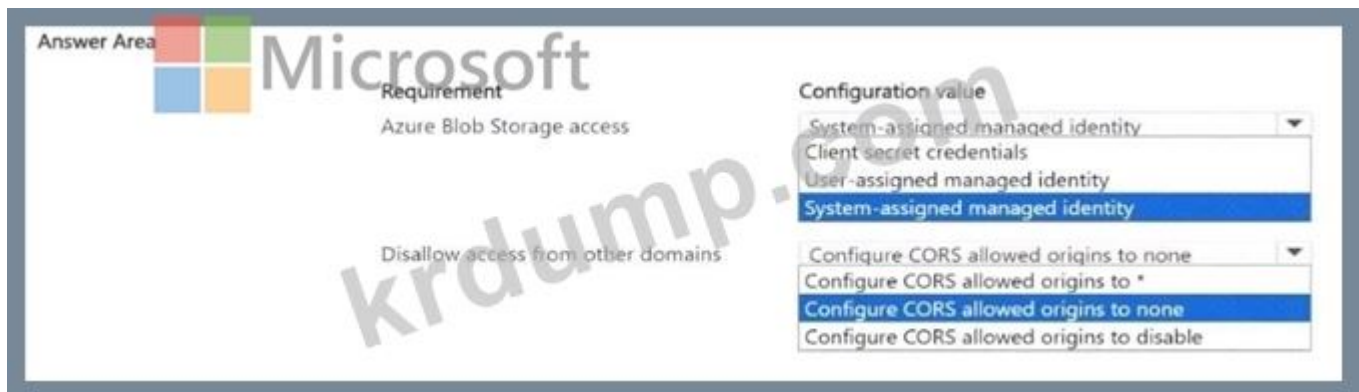 Answer Area
Microsoft
Requirement
Configuration value
Azure Blob Storage access
System-assigned managed identity
Client secret credentials
User-assigned managed identity
System-assigned managed identity
Disallow access from other domains
Configure CORS allowed origins to none
Configure CORS allowed origins to *
Configure CORS allowed origins to none
Configure CORS allowed origins to disable
krdump.com